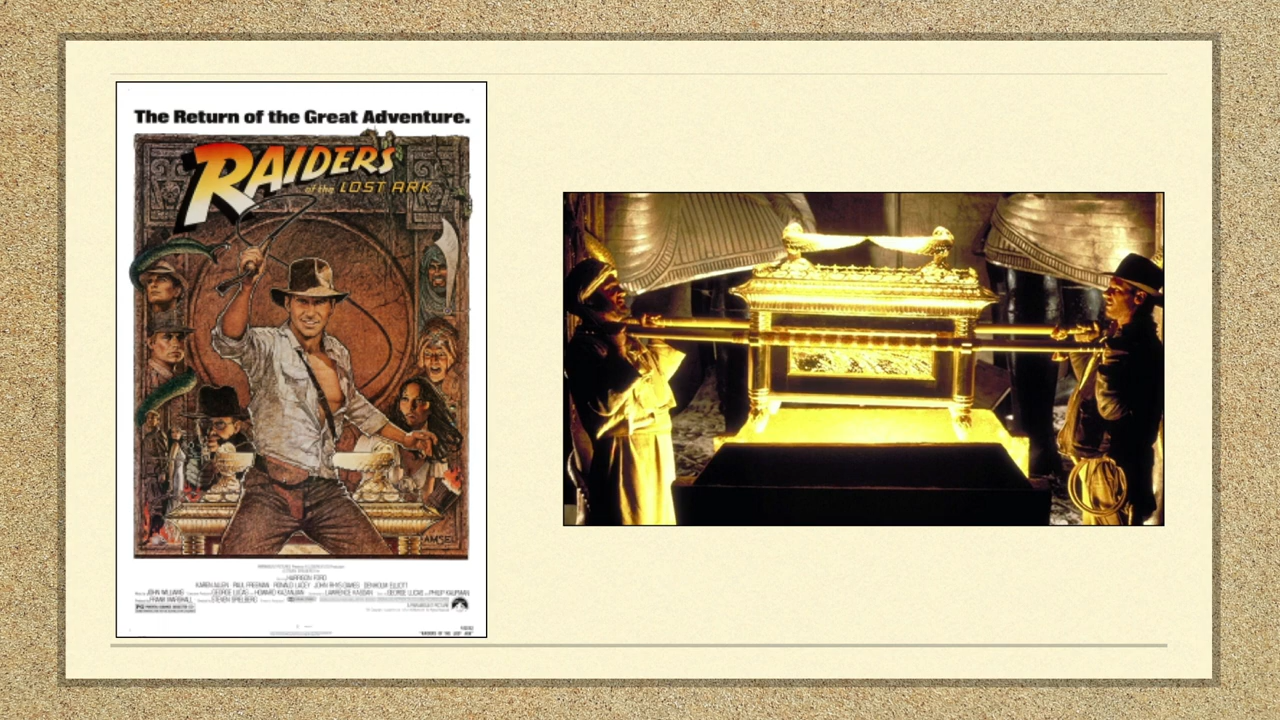 The Return of the Great Adventure.
RAIDERS
of the LOST ARK
AMSEL
HARRISON FORD
KAREN ALLEN PAUL FREEMAN RONALD LACEY JOHN RHYS-DAVIES DENHOLM ELLIOTT
JOHN WILLIAMS GEORGE LUCAS HOWARD KAZANJIAN LAWRENCE KASDAN GEORGE LUCAS PHILIP KAUFMAN
FRANK MARSHALL STEVEN SPIELBERG
PG